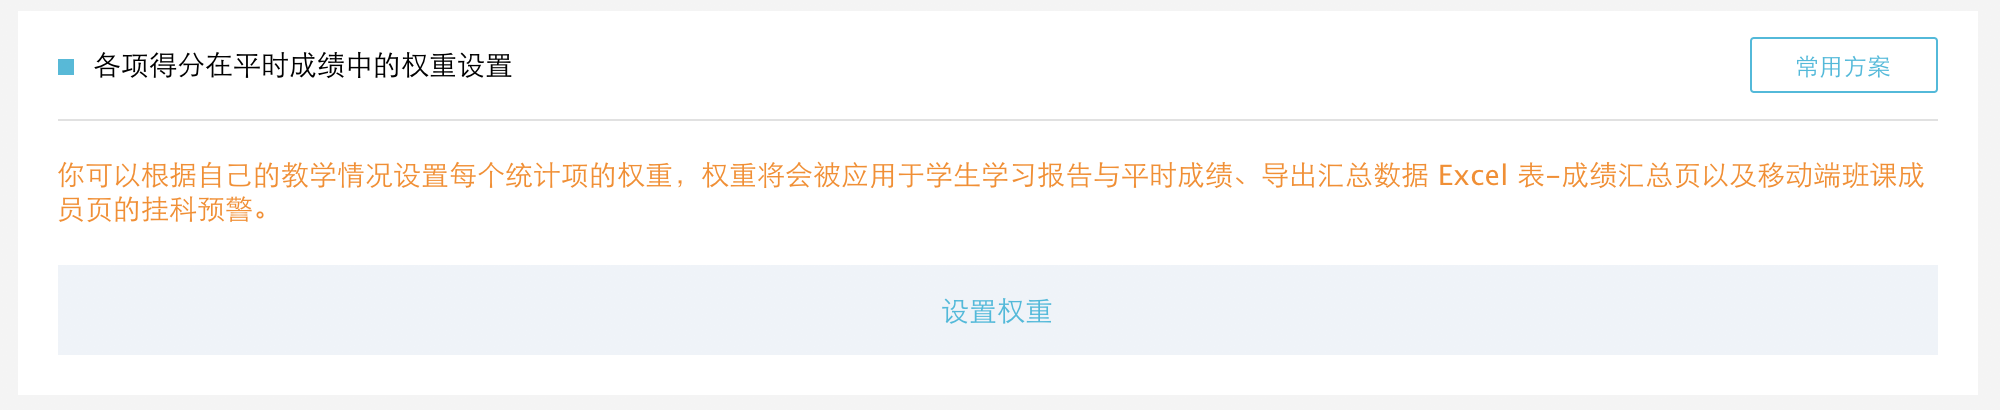 各项得分在平时成绩中的权重设置
常用方案
你可以根据自己的教学情况设置每个统计项的权重，权重将会被应用于学生学习报告与平时成绩、导出汇总数据 Excel 表-成绩汇总页以及移动端班课成
员页的挂科预警。
设置权重